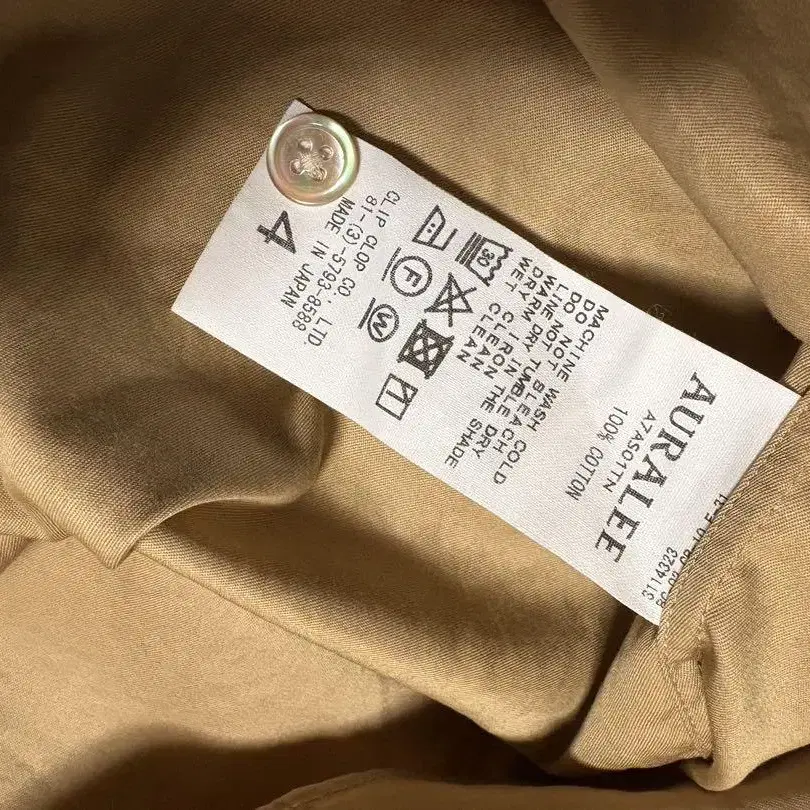 AURALEE
A7AS01TN
100% COTTON
MACHINE WASH COLD
DO NOT BLEACH
DO NOT TUMBLE DRY
LINE DRY IN THE SHADE
WARM IRON
DRY CLEAN
WET CLEAN
30
F
W
CLIP CLOP CO., LTD.
81-(3)-5793-8588
MADE IN JAPAN
4
3114323